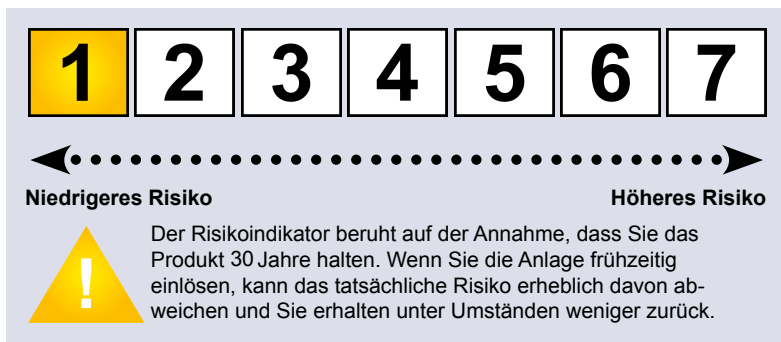 1 2 3 4 5 6 7
Niedrigeres Risiko Höheres Risiko
Der Risikoindikator beruht auf der Annahme, dass Sie das
Produkt 30 Jahre halten. Wenn Sie die Anlage frühzeitig
einlösen, kann das tatsächliche Risiko erheblich davon ab-
weichen und Sie erhalten unter Umständen weniger zurück.
!